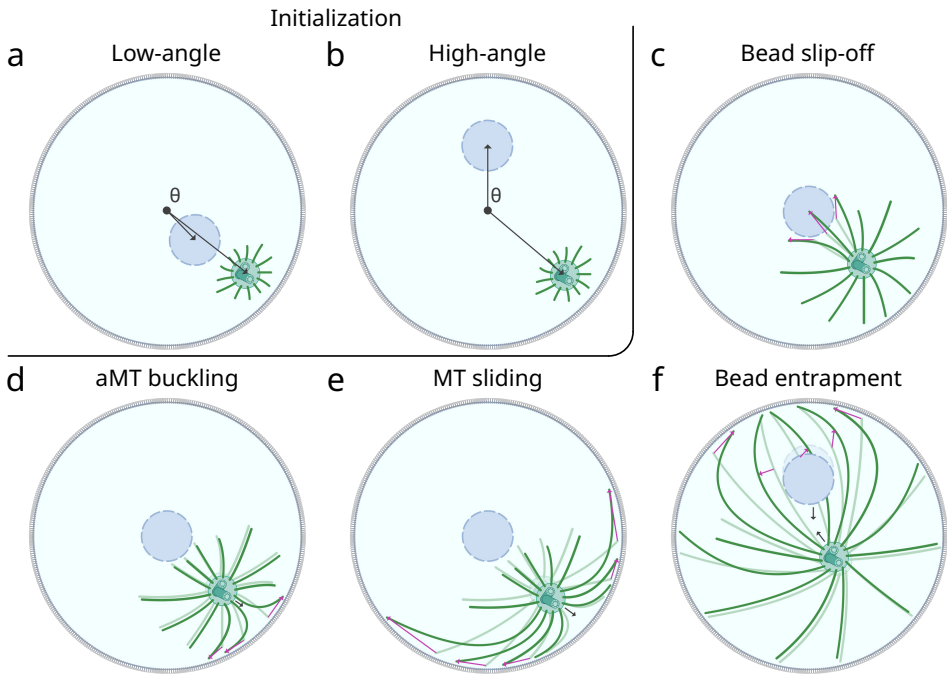 Initialization
a Low-angle
b High-angle
c Bead slip-off
θ
θ
d aMT buckling
e MT sliding
f Bead entrapment